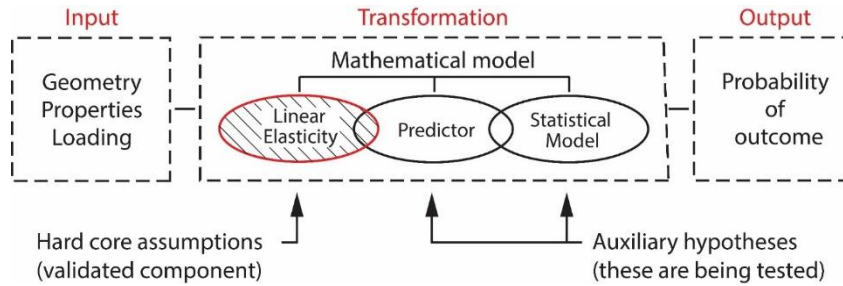 Input
Transformation
Output
Geometry
Properties
Loading
Mathematical model
Linear
Elasticity
Predictor
Statistical
Model
Probability
of
outcome
Hard core assumptions
(validated component)
Auxiliary hypotheses
(these are being tested)